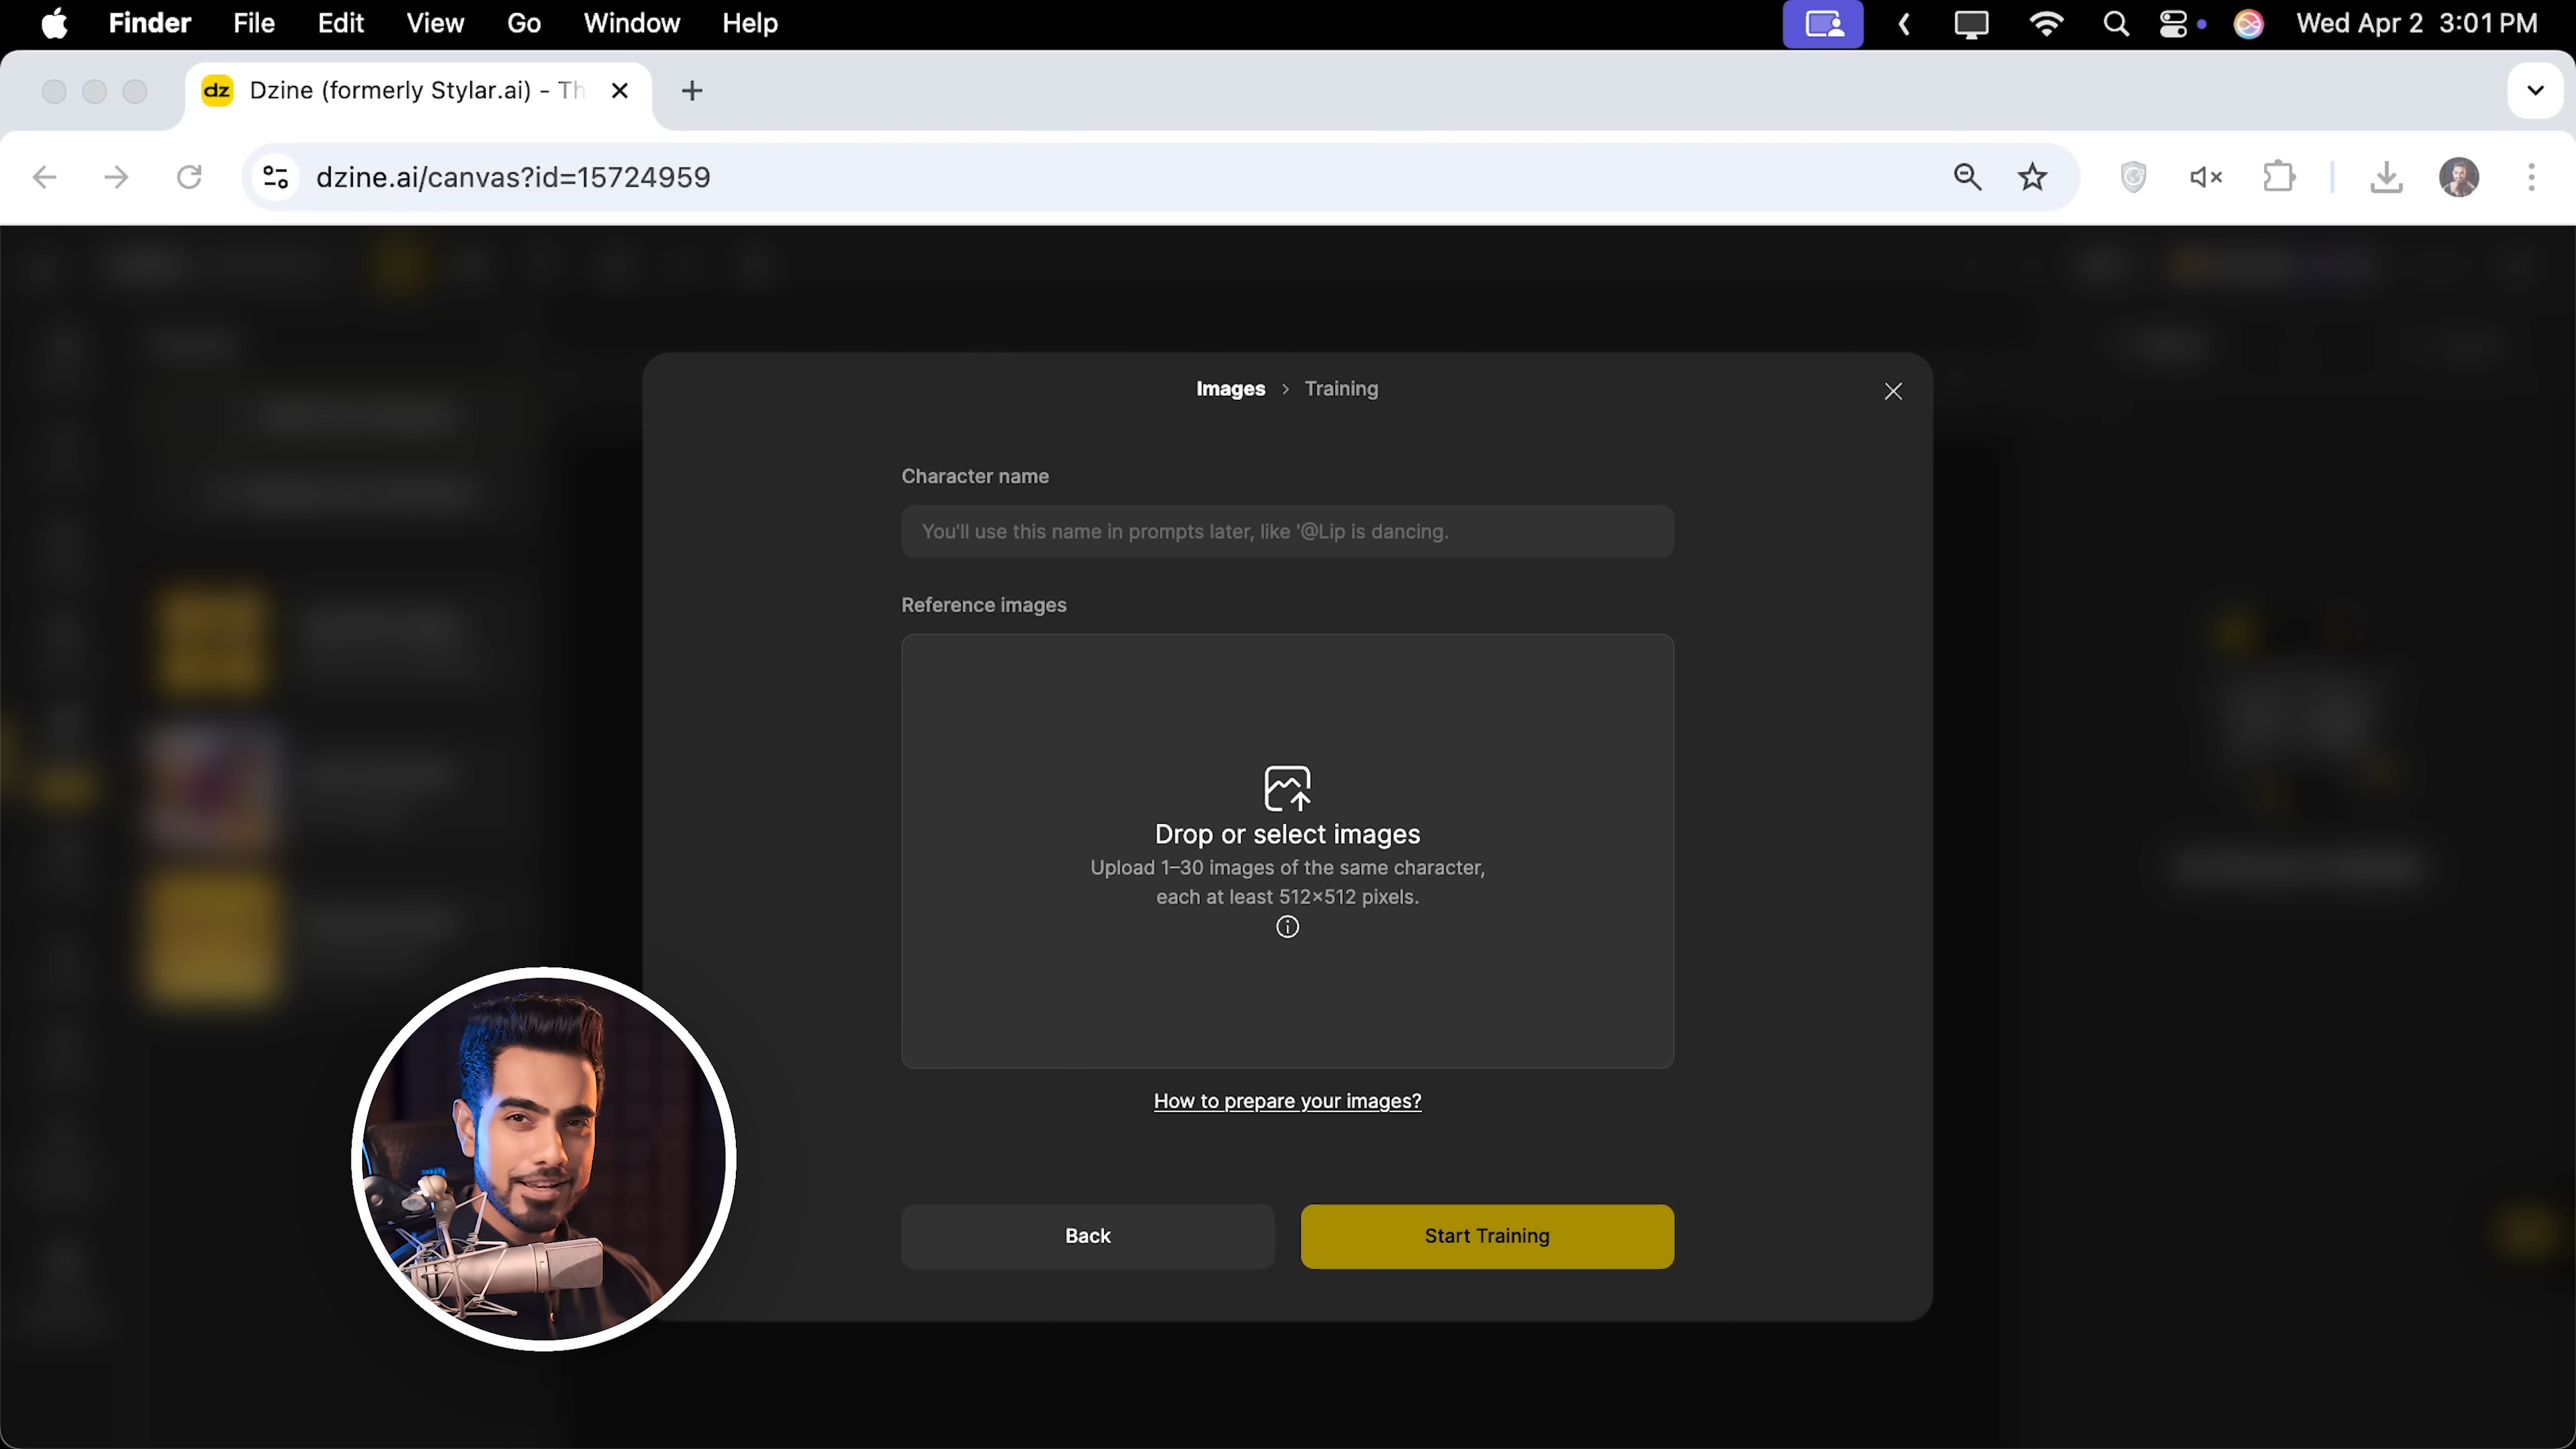 Finder File Edit View Go Window Help Wed Apr 2 3:01 PM
dz Dzine (formerly Stylar.ai) - Th
dzine.ai/canvas?id=15724959
Images > Training
Character name
You'll use this name in prompts later, like '@Lip is dancing.
Reference images
Drop or select images
Upload 1–30 images of the same character,
each at least 512×512 pixels.
How to prepare your images?
Back Start Training